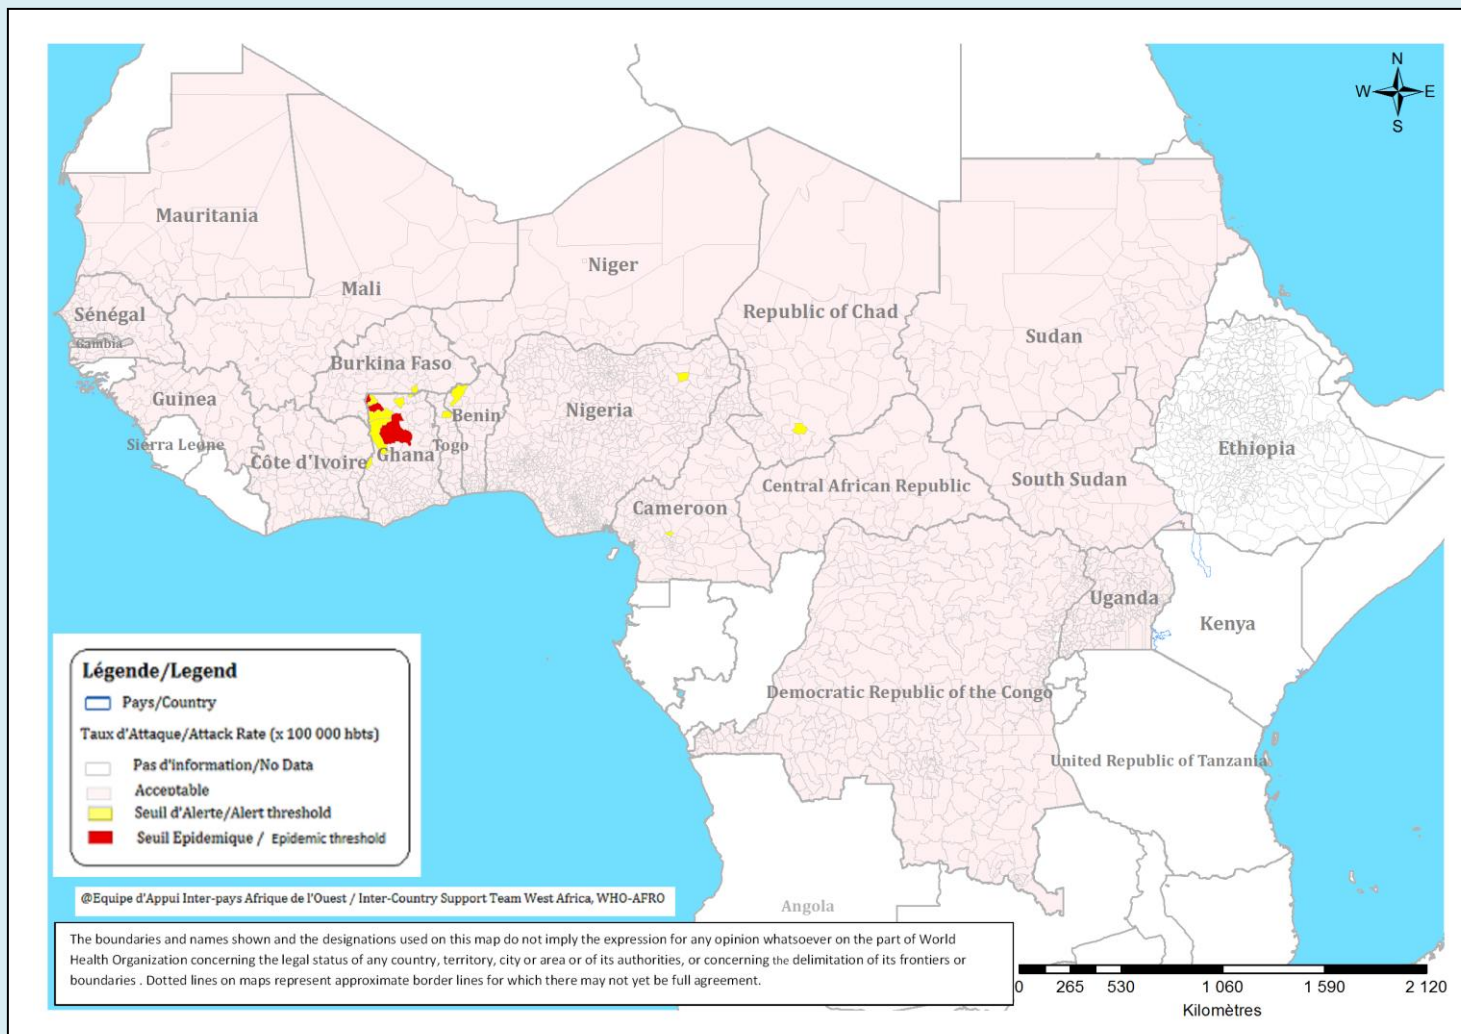 N
W E
S
Mauritania
Mali
Niger
Republic of Chad
Sudan
Sénégal
Gambia
Burkina Faso
Guinea
Benin
Nigeria
Sierra Leone
Togo
Côte d'Ivoire
Ghana
Ethiopia
Central African Republic
South Sudan
Cameroon
Uganda
Kenya
Democratic Republic of the Congo
United Republic of Tanzania
Angola
Légende/Legend
Pays/Country
Taux d'Attaque/Attack Rate (x 100 000 hbts)
Pas d'information/No Data
Acceptable
Seuil d'Alerte/Alert threshold
Seuil Epidemique / Epidemic threshold
@Equipe d'Appui Inter-pays Afrique de l'Ouest / Inter-Country Support Team West Africa, WHO-AFRO
The boundaries and names shown and the designations used on this map do not imply the expression for any opinion whatsoever on the part of World
Health Organization concerning the legal status of any country, territory, city or area or of its authorities, or concerning the delimitation of its frontiers or
boundaries . Dotted lines on maps represent approximate border lines for which there may not yet be full agreement.
0 265 530 1 060 1 590 2 120
Kilomètres